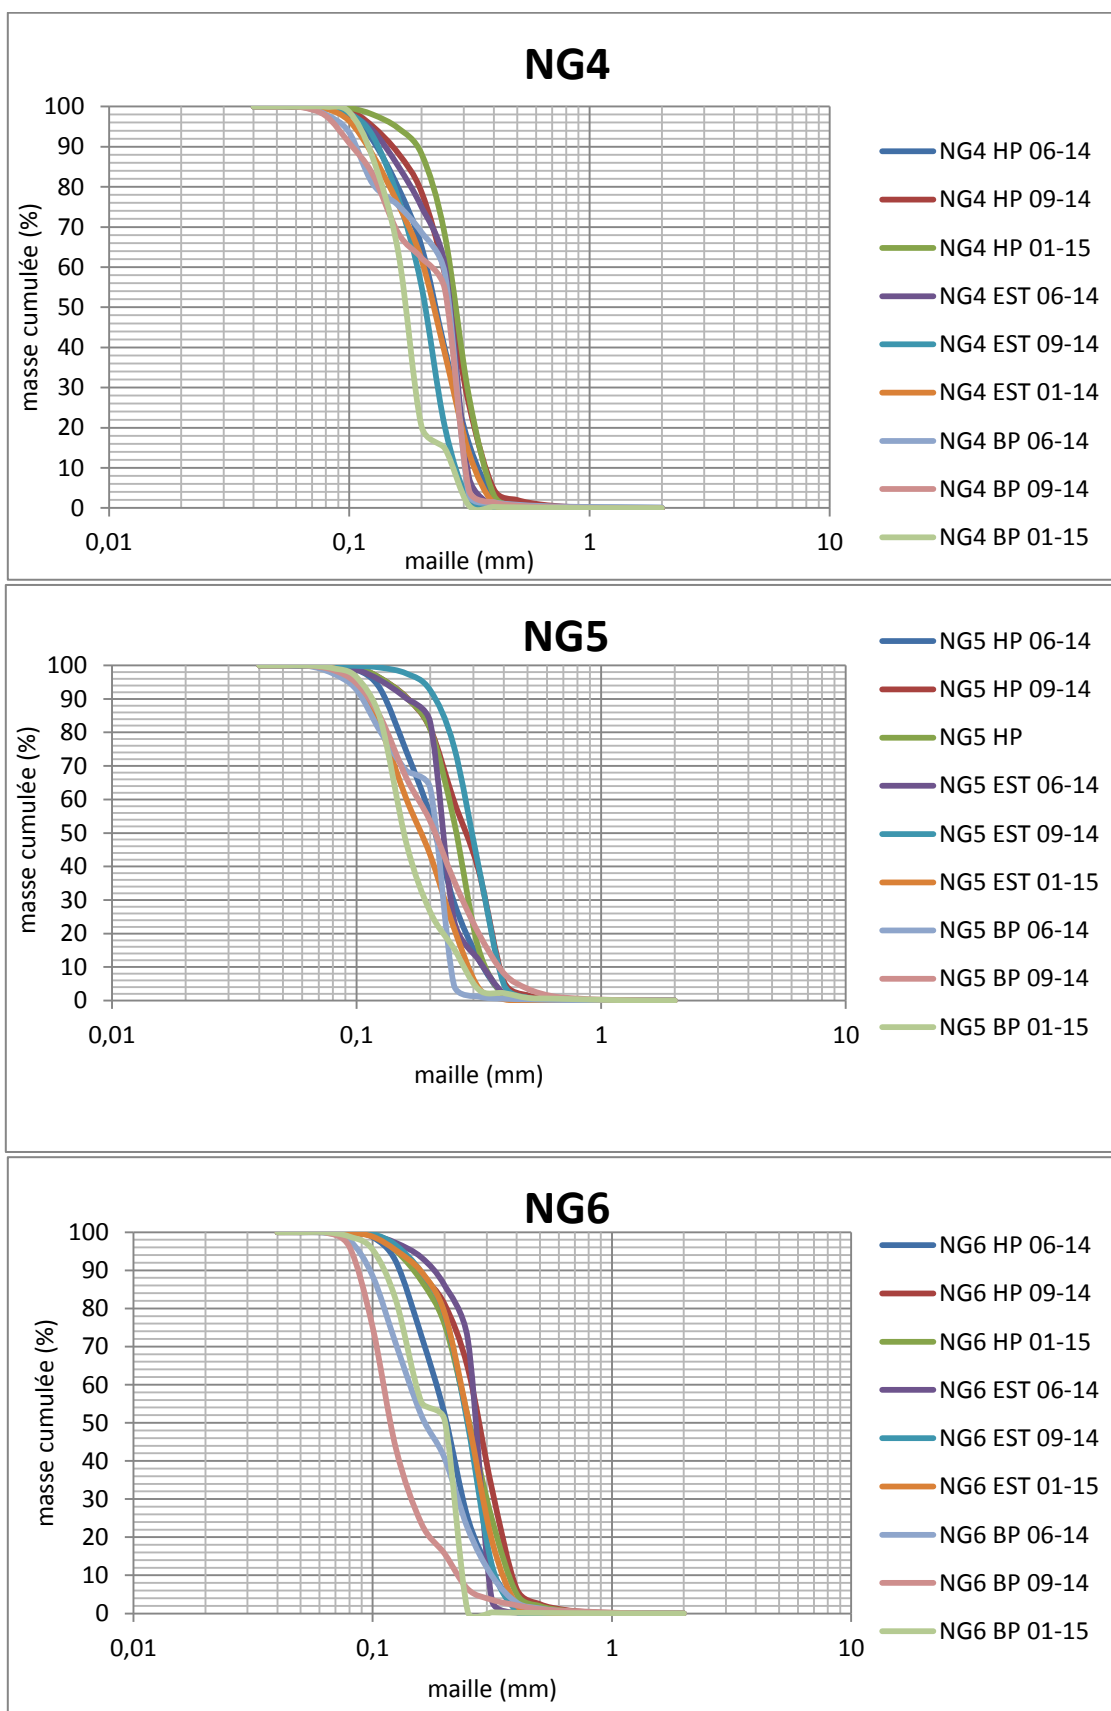 NG4
masse cumulée (%)
100
90
80
70
60
50
40
30
20
10
0
0,01
0,1
1
10
maille (mm)
NG4 HP 06-14
NG4 HP 09-14
NG4 HP 01-15
NG4 EST 06-14
NG4 EST 09-14
NG4 EST 01-14
NG4 BP 06-14
NG4 BP 09-14
NG4 BP 01-15
NG5
masse cumulée (%)
100
90
80
70
60
50
40
30
20
10
0
0,01
0,1
1
10
maille (mm)
NG5 HP 06-14
NG5 HP 09-14
NG5 HP
NG5 EST 06-14
NG5 EST 09-14
NG5 EST 01-15
NG5 BP 06-14
NG5 BP 09-14
NG5 BP 01-15
NG6
masse cumulée (%)
100
90
80
70
60
50
40
30
20
10
0
0,01
0,1
1
10
maille (mm)
NG6 HP 06-14
NG6 HP 09-14
NG6 HP 01-15
NG6 EST 06-14
NG6 EST 09-14
NG6 EST 01-15
NG6 BP 06-14
NG6 BP 09-14
NG6 BP 01-15